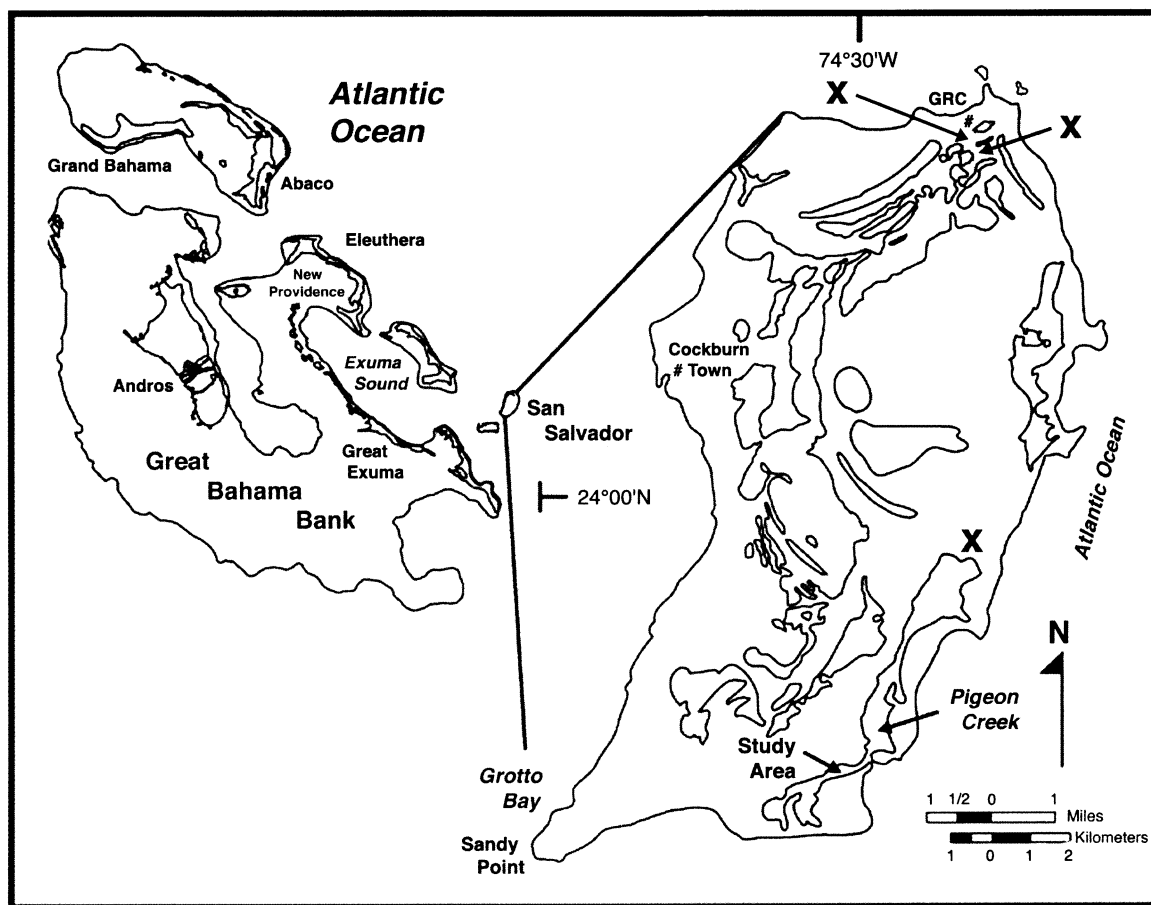 Atlantic
Ocean
Grand Bahama
Abaco
Eleuthera
New
Providence
Exuma
Sound
Andros
Great
Exuma
Great
Bahama
Bank
San
Salvador
24°00'N
74°30'W
X
GRC
#
X
Cockburn
# Town
Atlantic Ocean
X
N
Pigeon
Creek
Study
Area
Grotto
Bay
Sandy
Point
1 1/2 0 1
Miles
Kilometers
1 0 1 2